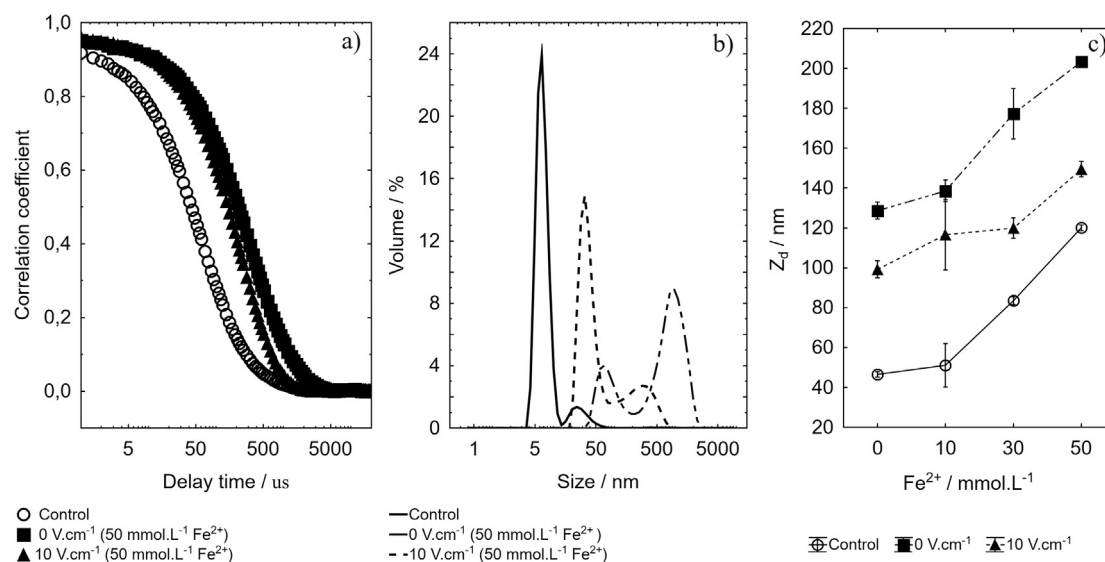 a)
1,0
0,8
0,6
0,4
0,2
0,0
Correlation coefficient
5 50 500 5000
Delay time / us
○ Control
■ 0 V.cm⁻¹ (50 mmol.L⁻¹ Fe²⁺)
▲ 10 V.cm⁻¹ (50 mmol.L⁻¹ Fe²⁺)
b)
24
20
16
12
8
4
0
Volume / %
1 5 50 500 5000
Size / nm
Control
0 V.cm⁻¹ (50 mmol.L⁻¹ Fe²⁺ )
10 V.cm⁻¹ (50 mmol.L⁻¹ Fe²⁺)
c)
220
200
180
160
140
120
100
80
60
40
20
Z_d / nm
0 10 30 50
Fe²⁺ / mmol.L⁻¹
Control 0 V.cm⁻¹ 10 V.cm⁻¹